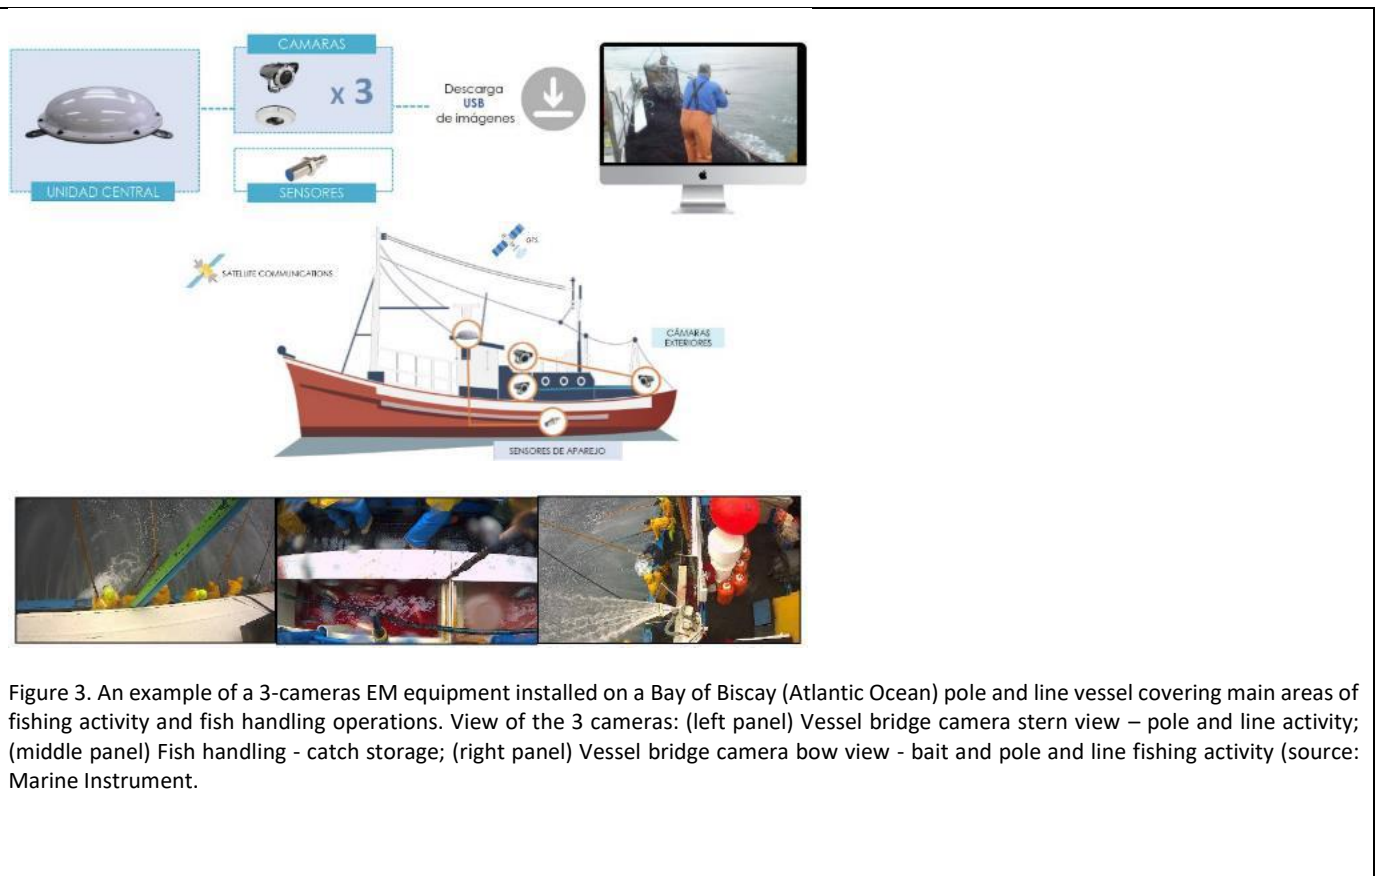 CAMARAS
x 3
Descarga
USB
de imágenes
UNIDAD CENTRAL
SENSORES
GPS
SATELLITE COMMUNICATIONS
CÁMARAS
EXTERIORES
SENSORES DE APAREJO
Figure 3. An example of a 3-cameras EM equipment installed on a Bay of Biscay (Atlantic Ocean) pole and line vessel covering main areas of
fishing activity and fish handling operations. View of the 3 cameras: (left panel) Vessel bridge camera stern view – pole and line activity;
(middle panel) Fish handling - catch storage; (right panel) Vessel bridge camera bow view - bait and pole and line fishing activity (source:
Marine Instrument.